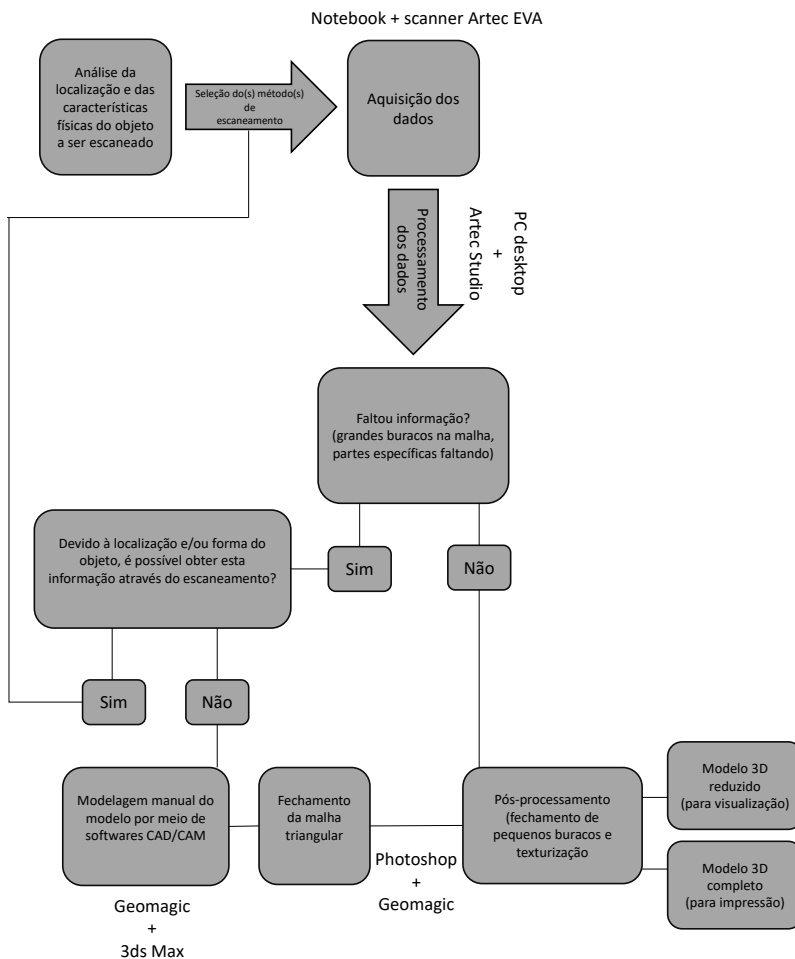 Notebook + scanner Artec EVA
Análise da
localização e das
características
físicas do objeto
a ser escaneado
Seleção do(s) método(s)
de
escaneamento
Aquisição dos
dados
Processamento
dos dados
PC desktop
+
Artec Studio
Faltou informação?
(grandes buracos na malha,
partes específicas faltando)
Devido à localização e/ou forma do
objeto, é possível obter esta
informação através do escaneamento?
Sim
Não
Sim
Não
Modelagem manual do
modelo por meio de
softwares CAD/CAM
Fechamento
da malha
triangular
Pós-processamento
(fechamento de
pequenos buracos e
texturização
Modelo 3D
reduzido
(para visualização)
Modelo 3D
completo
(para impressão)
Photoshop
+
Geomagic
Geomagic
+
3ds Max